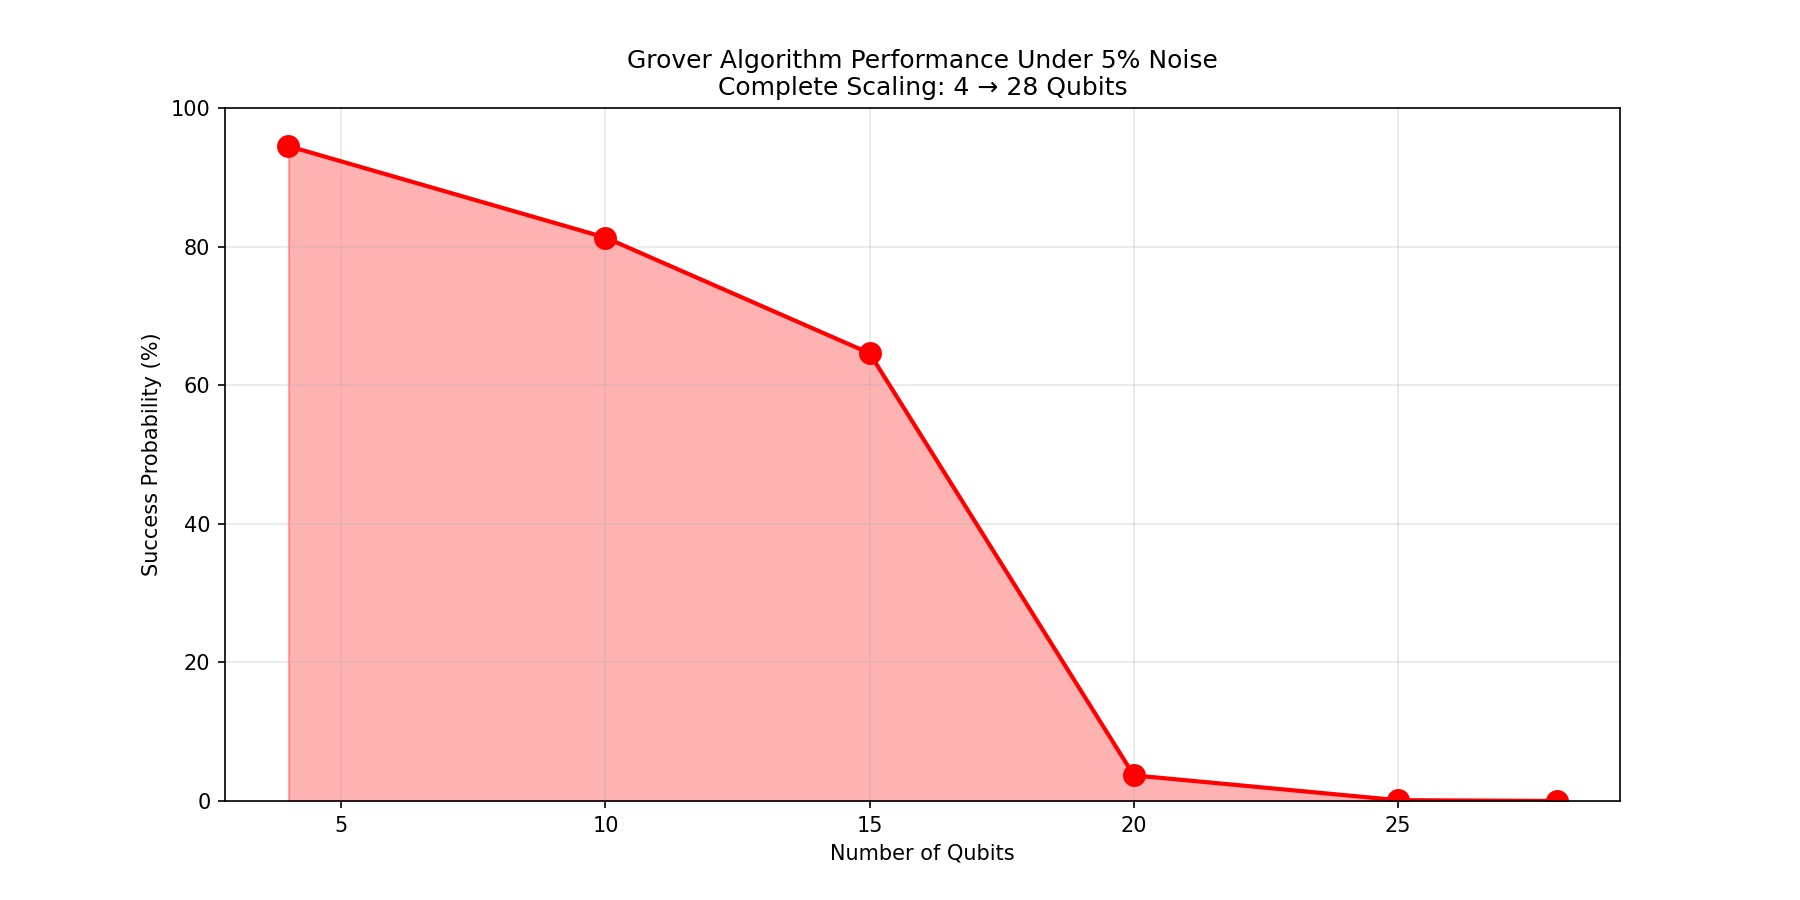 Grover Algorithm Performance Under 5% Noise
Complete Scaling: 4 → 28 Qubits
100
80
60
40
20
0
Success Probability (%)
5
10
15
20
25
Number of Qubits